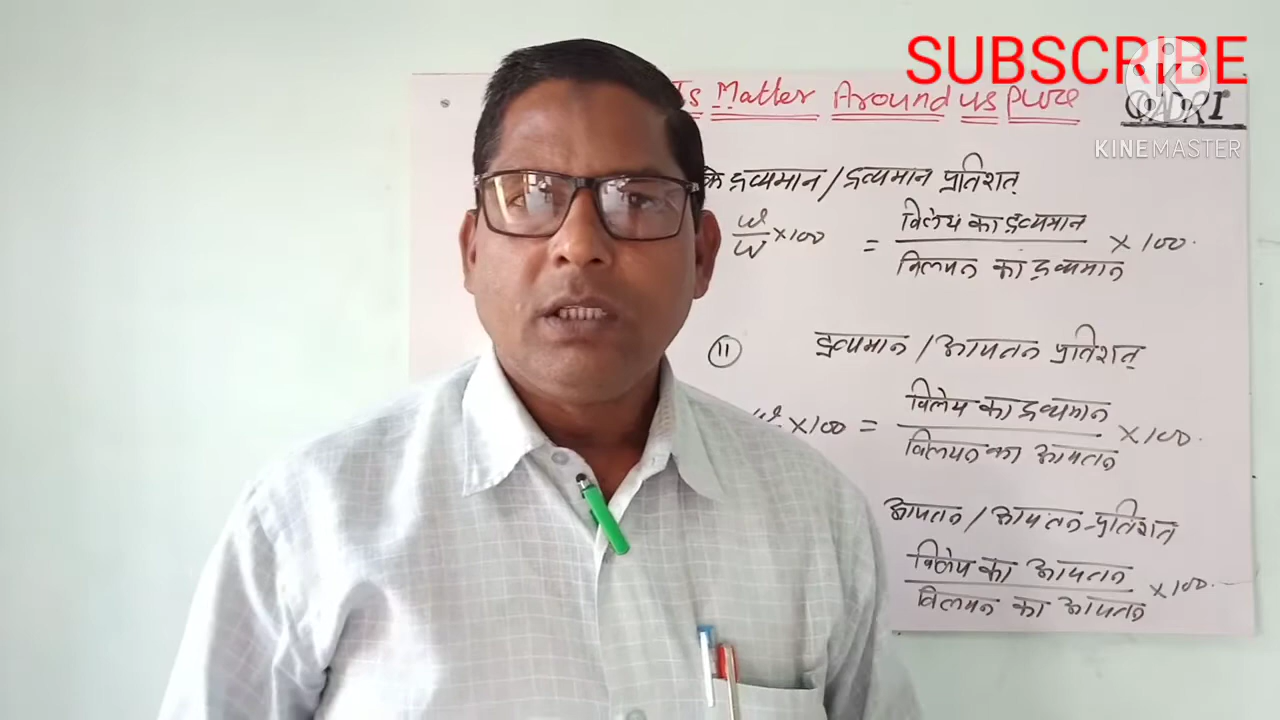 SUBSCRIBE
Is Matter Around us pure
QADRI
KINEMASTER
के द्रव्यमान / द्रव्यमान प्रतिशत्
w/W ×100 = विलेय का द्रव्यमान / विलयन का द्रव्यमान × 100.
11 द्रव्यमान / आयतन प्रतिशत्
×100 = विलेय का द्रव्यमान / विलयन का आयतन ×100.
आयतन / आयतन प्रतिशत
विलेय का आयतन / विलयन का आयतन ×100.